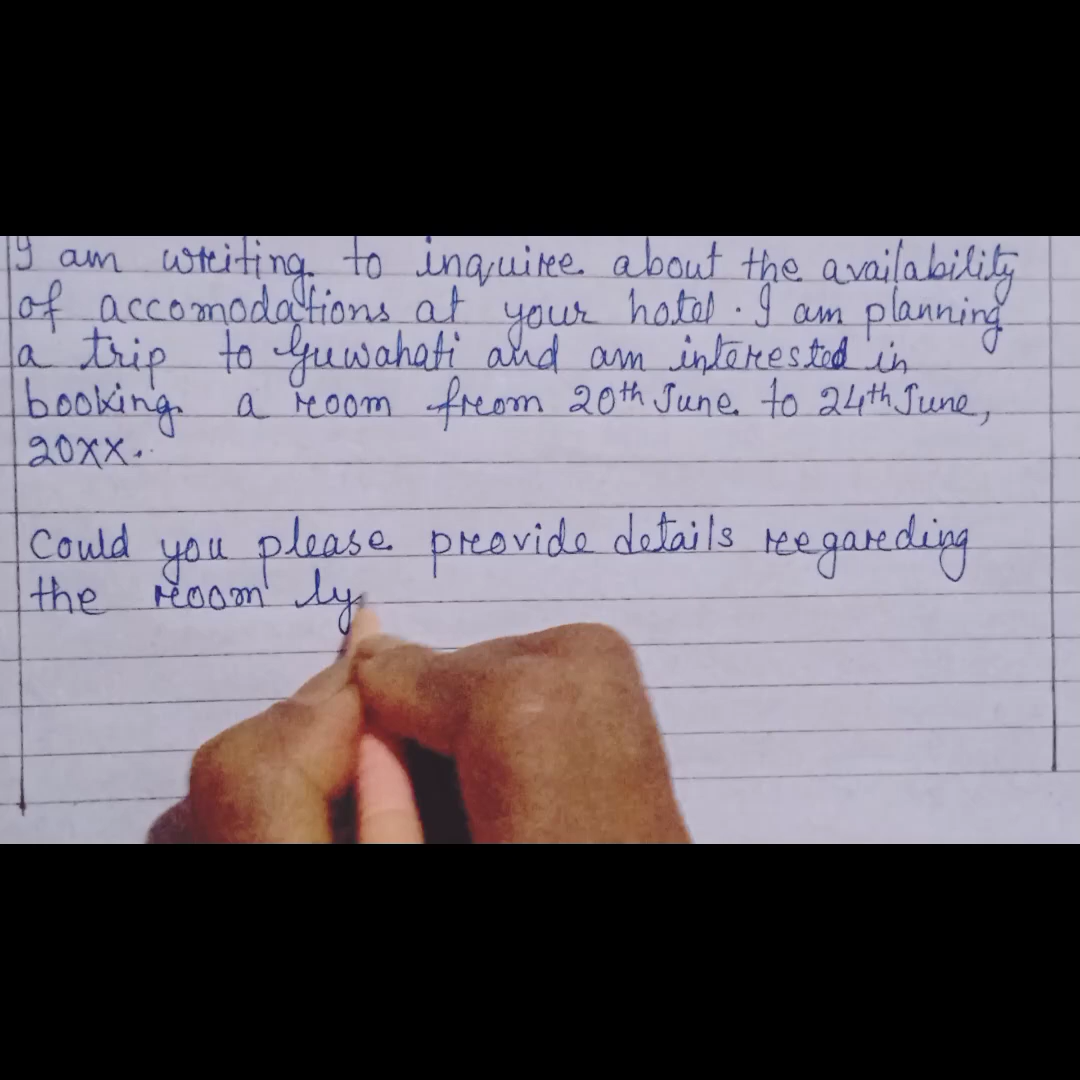 I am writing to inquire about the availability
of accomodations at your hotel. I am planning
a trip to Guwahati and am interested in
booking a room from 20th June to 24th June,
20XX.
Could you please provide details regarding
the room ty